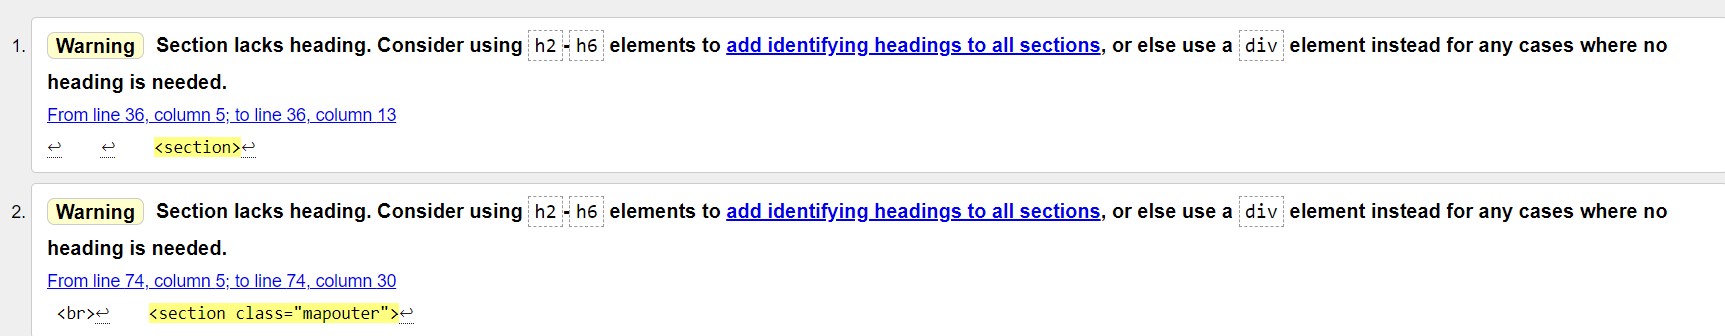 1. Warning Section lacks heading. Consider using h2-h6 elements to add identifying headings to all sections, or else use a div element instead for any cases where no
heading is needed.
From line 36, column 5; to line 36, column 13
↩ ↩ <section>↩
2. Warning Section lacks heading. Consider using h2-h6 elements to add identifying headings to all sections, or else use a div element instead for any cases where no
heading is needed.
From line 74, column 5; to line 74, column 30
<br>↩ <section class="mapouter">↩